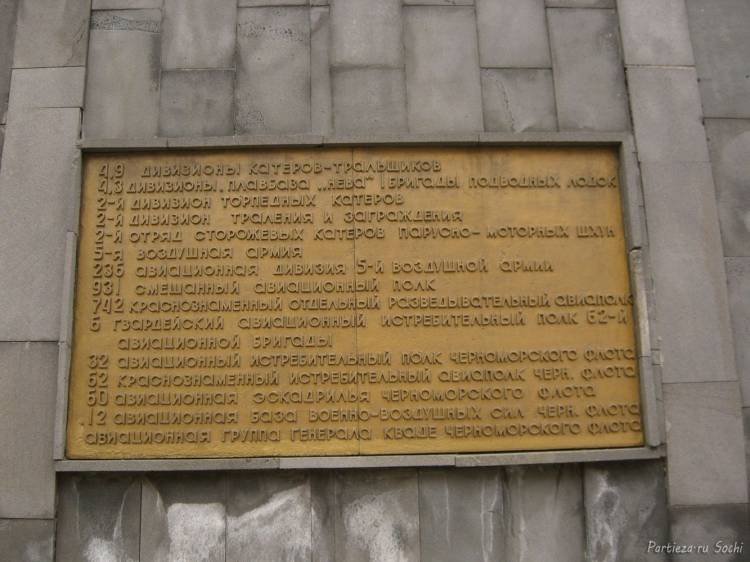 4,9 ДИВИЗИОНЫ КАТЕРОВ-ТРАЛЬЩИКОВ
4,3 ДИВИЗИОНЫ. ПЛАВБАЗА „НЕВА" I БРИГАДЫ ПОДВОДНЫХ ЛОДОК
2-Й ДИВИЗИОН ТОРПЕДНЫХ КАТЕРОВ
2-Й ДИВИЗИОН ТРАЛЕНИЯ И ЗАГРАЖДЕНИЯ
2-Й ОТРЯД СТОРОЖЕВЫХ КАТЕРОВ ПАРУСНО-МОТОРНЫХ ШХУН
5-Я ВОЗДУШНАЯ АРМИЯ
236 АВИАЦИОННАЯ ДИВИЗИЯ 5-Й ВОЗДУШНОЙ АРМИИ
931 СМЕШАННЫЙ АВИАЦИОННЫЙ ПОЛК
742 КРАСНОЗНАМЕННЫЙ ОТДЕЛЬНЫЙ РАЗВЕДЫВАТЕЛЬНЫЙ АВИАПОЛК
6 ГВАРДЕЙСКИЙ АВИАЦИОННЫЙ ИСТРЕБИТЕЛЬНЫЙ ПОЛК 62-Й
АВИАЦИОННОЙ БРИГАДЫ
32 АВИАЦИОННЫЙ ИСТРЕБИТЕЛЬНЫЙ ПОЛК ЧЕРНОМОРСКОГО ФЛОТА
62 КРАСНОЗНАМЕННЫЙ ИСТРЕБИТЕЛЬНЫЙ АВИАПОЛК ЧЕРН. ФЛОТА
60 АВИАЦИОННАЯ ЭСКАДРИЛЬЯ ЧЕРНОМОРСКОГО ФЛОТА
.12 АВИАЦИОННАЯ БАЗА ВОЕННО-ВОЗДУШНЫХ СИЛ ЧЕРН. ФЛОТА
АВИАЦИОННАЯ ГРУППА ГЕНЕРАЛА КВАДЕ ЧЕРНОМОРСКОГО ФЛОТА
Partieza.ru Sochi